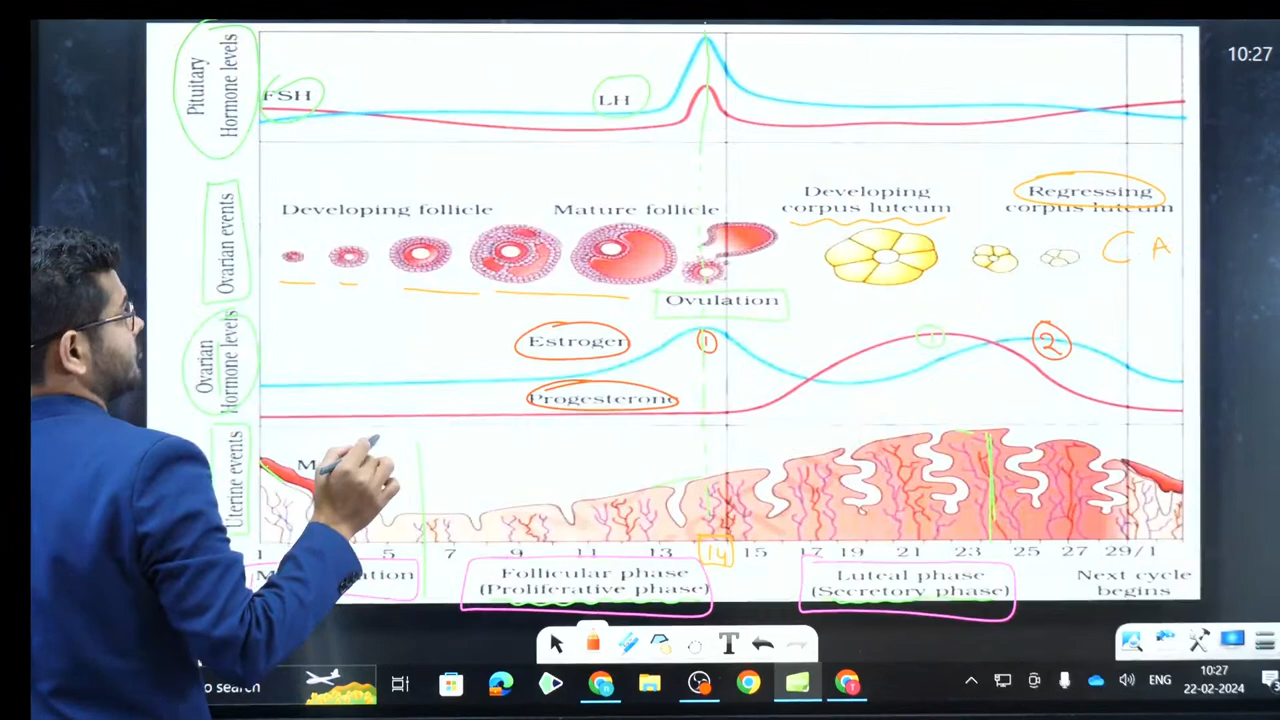 10:27
Pituitary
Hormone levels
FSH
LH
Ovarian events
Developing follicle
Mature follicle
Developing
corpus luteum
Regressing
corpus luteum
C A
Ovulation
Ovarian
Hormone levels
Estrogen
1
1
2
Progesterone
Uterine events
M
1 5 7 9 11 13 14 15 17 19 21 23 25 27 29/1
Follicular phase
(Proliferative phase)
Luteal phase
(Secretory phase)
Next cycle
begins
T
o search
ENG
10:27
22-02-2024